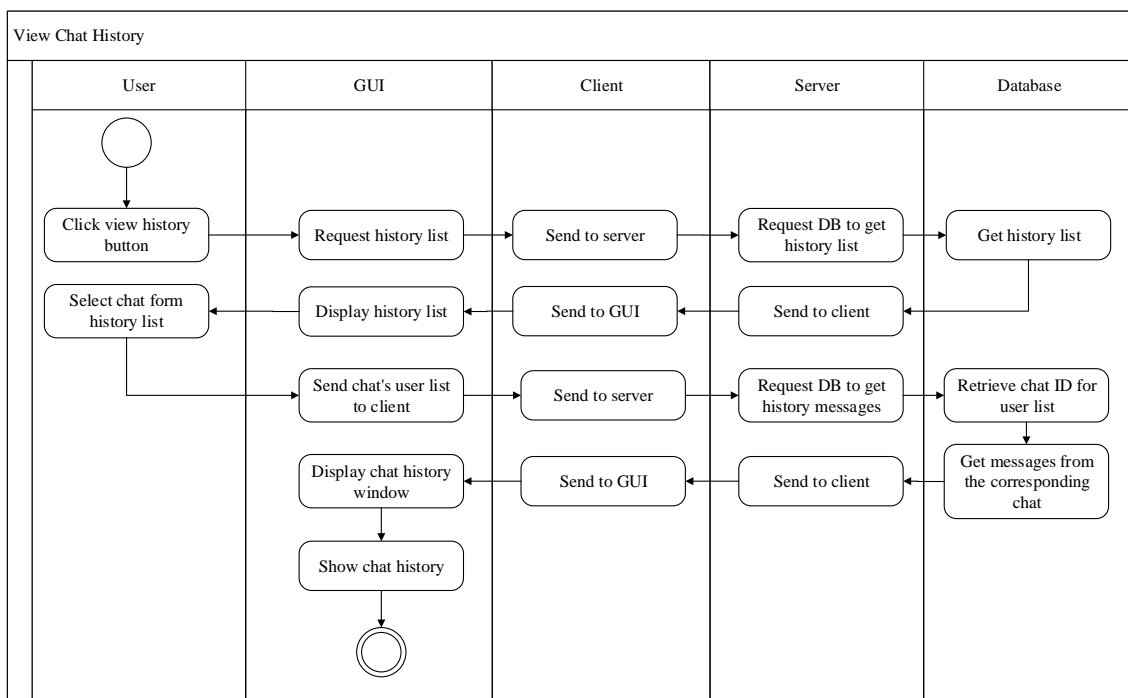 View Chat History
User
GUI
Client
Server
Database
Click view history
button
Request history list
Send to server
Request DB to get
history list
Get history list
Select chat form
history list
Display history list
Send to GUI
Send to client
Send chat's user list
to client
Send to server
Request DB to get
history messages
Retrieve chat ID for
user list
Display chat history
window
Send to GUI
Send to client
Get messages from
the corresponding
chat
Show chat history